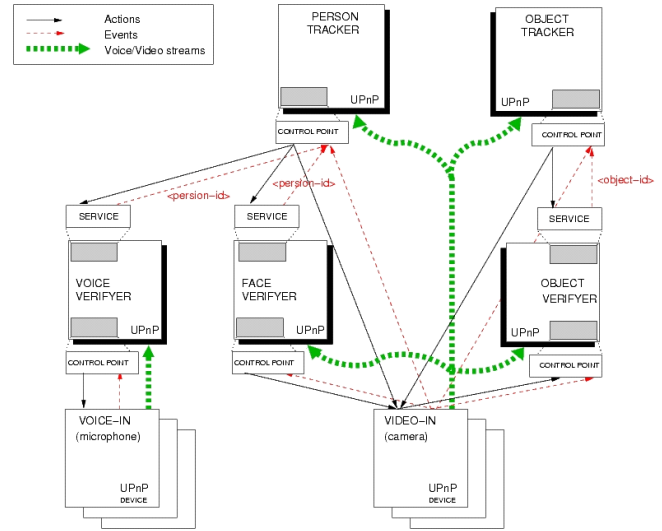 Actions
Events
Voice/Video streams
PERSON
TRACKER
UPnP
CONTROL POINT
OBJECT
TRACKER
UPnP
CONTROL POINT
<persion-id>
<persion-id>
<object-id>
SERVICE
SERVICE
SERVICE
VOICE
VERIFYER
UPnP
CONTROL POINT
FACE
VERIFYER
UPnP
CONTROL POINT
OBJECT
VERIFYER
UPnP
CONTROL POINT
VOICE-IN
(microphone)
UPnP
DEVICE
VIDEO-IN
(camera)
UPnP
DEVICE